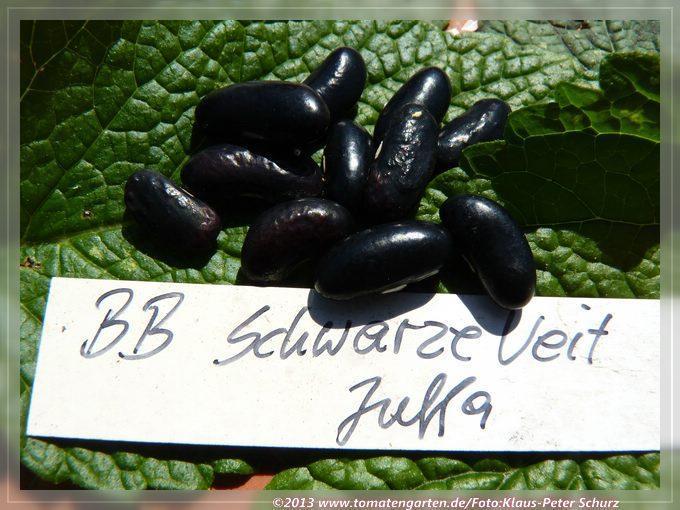 BB Schwarze Veit
Jukka
©2013 www.tomatengarten.de/Foto:Klaus-Peter Schurz